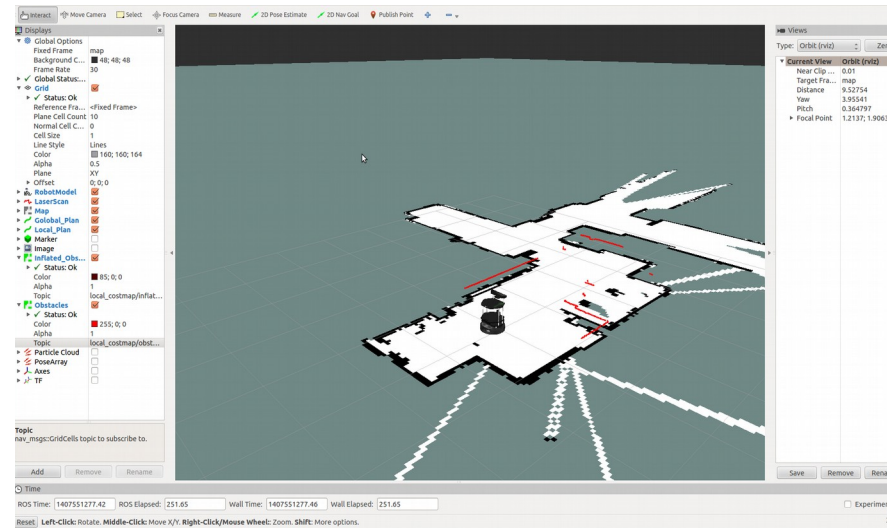 Interact Move Camera Select Focus Camera Measure 2D Pose Estimate 2D Nav Goal Publish Point
Displays
Global Options
Fixed Frame map
Background C... 48; 48; 48
Frame Rate 30
Global Status:...
Grid
Status: Ok
Reference Fra... <Fixed Frame>
Plane Cell Count 10
Normal Cell C... 0
Cell Size 1
Line Style Lines
Color 160; 160; 164
Alpha 0.5
Plane XY
Offset 0; 0; 0
RobotModel
LaserScan
Map
Golobal_Plan
Local_Plan
Marker
Image
Inflated_Obs...
Status: Ok
Color 85; 0; 0
Alpha 1
Topic local_costmap/inflat...
Obstacles
Status: Ok
Color 255; 0; 0
Alpha 1
Topic local_costmap/obst...
Particle Cloud
PoseArray
Axes
TF
Topic
nav_msgs::GridCells topic to subscribe to.
Add Remove Rename
Views
Type: Orbit (rviz) Zer
Current View Orbit (rviz)
Near Clip ... 0.01
Target Fra... map
Distance 9.52754
Yaw 3.95541
Pitch 0.364797
Focal Point 1.2137; 1.9063
Save Remove Rena
Time
ROS Time: 1407551277.42 ROS Elapsed: 251.65 Wall Time: 1407551277.46 Wall Elapsed: 251.65 Experimen
Reset Left-Click: Rotate. Middle-Click: Move X/Y. Right-Click/Mouse Wheel: Zoom. Shift: More options.